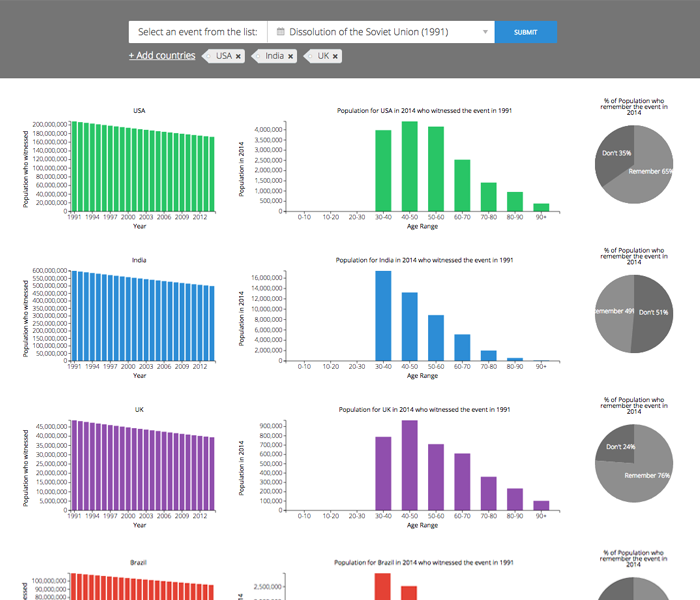 Select an event from the list: Dissolution of the Soviet Union (1991) SUBMIT
+ Add countries USA × India × UK ×
USA
Population who witnessed
200,000,000
180,000,000
160,000,000
140,000,000
120,000,000
100,000,000
80,000,000
60,000,000
40,000,000
20,000,000
0
1991 1994 1997 2000 2003 2006 2009 2012
Year
Population for USA in 2014 who witnessed the event in 1991
Population in 2014
4,000,000
3,500,000
3,000,000
2,500,000
2,000,000
1,500,000
1,000,000
500,000
0
0-10 10-20 20-30 30-40 40-50 50-60 60-70 70-80 80-90 90+
Age Range
% of Population who
remember the event in
2014
Don't 35%
Remember 65%
India
Population who witnessed
600,000,000
550,000,000
500,000,000
450,000,000
400,000,000
350,000,000
300,000,000
250,000,000
200,000,000
150,000,000
100,000,000
50,000,000
0
1991 1994 1997 2000 2003 2006 2009 2012
Year
Population for India in 2014 who witnessed the event in 1991
Population in 2014
16,000,000
14,000,000
12,000,000
10,000,000
8,000,000
6,000,000
4,000,000
2,000,000
0
0-10 10-20 20-30 30-40 40-50 50-60 60-70 70-80 80-90 90+
Age Range
% of Population who
remember the event in
2014
emember 49%
Don't 51%
UK
Population who witnessed
45,000,000
40,000,000
35,000,000
30,000,000
25,000,000
20,000,000
15,000,000
10,000,000
5,000,000
0
1991 1994 1997 2000 2003 2006 2009 2012
Year
Population for UK in 2014 who witnessed the event in 1991
Population in 2014
900,000
800,000
700,000
600,000
500,000
400,000
300,000
200,000
100,000
0
0-10 10-20 20-30 30-40 40-50 50-60 60-70 70-80 80-90 90+
Age Range
% of Population who
remember the event in
2014
Don't 24%
Remember 76%
Brazil
100,000,000
90,000,000
80,000,000
Population for Brazil in 2014 who witnessed the event in 1991
2,500,000
2,000,000
% of Population who
remember the event in
2014